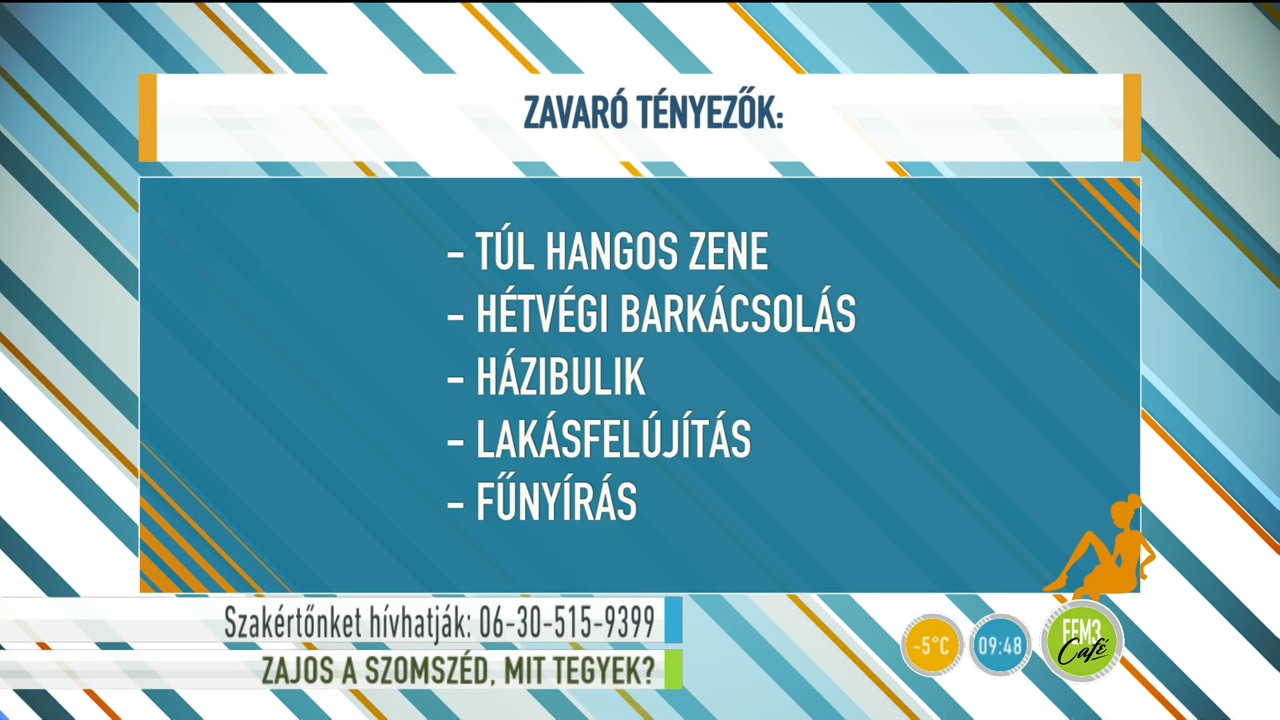 ZAVARÓ TÉNYEZŐK:
- TÚL HANGOS ZENE
- HÉTVÉGI BARKÁCSOLÁS
- HÁZIBULIK
- LAKÁSFELÚJÍTÁS
- FŰNYÍRÁS
Szakértőnket hívhatják: 06-30-515-9399
ZAJOS A SZOMSZÉD, MIT TEGYEK?
-5°C
09:48
FEM3
Café